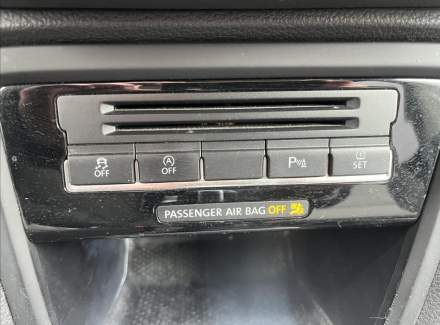 OFF A OFF P SET
PASSENGER AIR BAG OFF